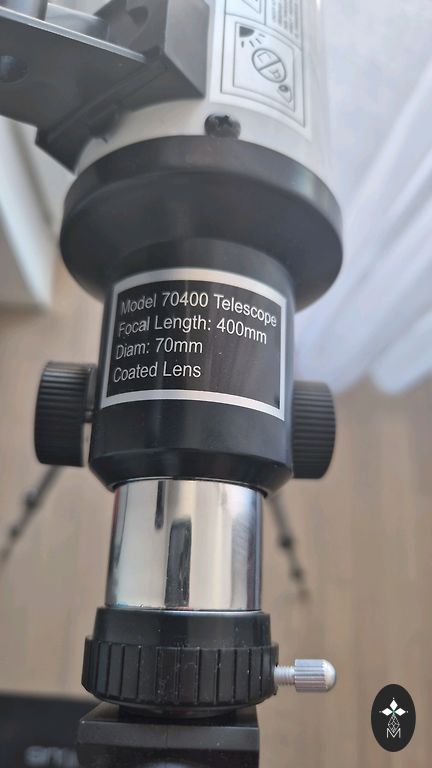 Model 70400 Telescope
Focal Length: 400mm
Diam: 70mm
Coated Lens
M